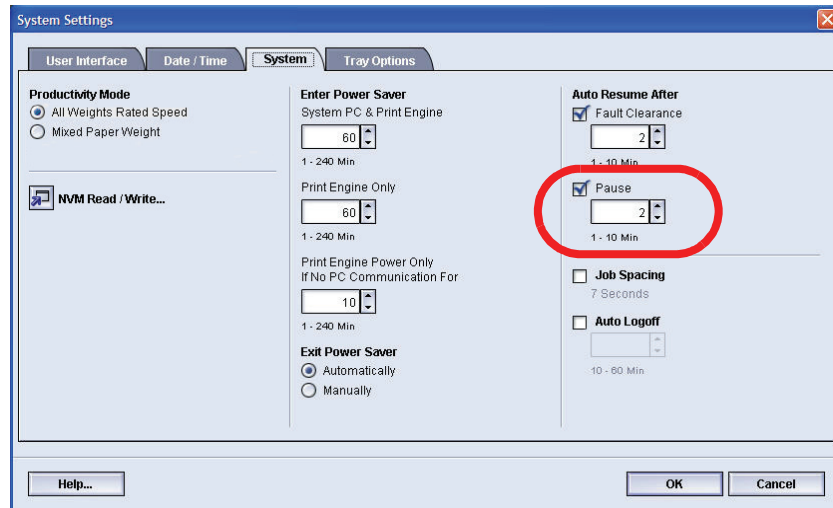 System Settings
User Interface
Date / Time
System
Tray Options
Productivity Mode
All Weights Rated Speed
Mixed Paper Weight
NVM Read / Write...
Enter Power Saver
System PC & Print Engine
60
1 - 240 Min
Print Engine Only
60
1 - 240 Min
Print Engine Power Only
If No PC Communication For
10
1 - 240 Min
Exit Power Saver
Automatically
Manually
Auto Resume After
Fault Clearance
2
1 - 10 Min
Pause
2
1 - 10 Min
Job Spacing
7 Seconds
Auto Logoff
10 - 60 Min
Help...
OK
Cancel